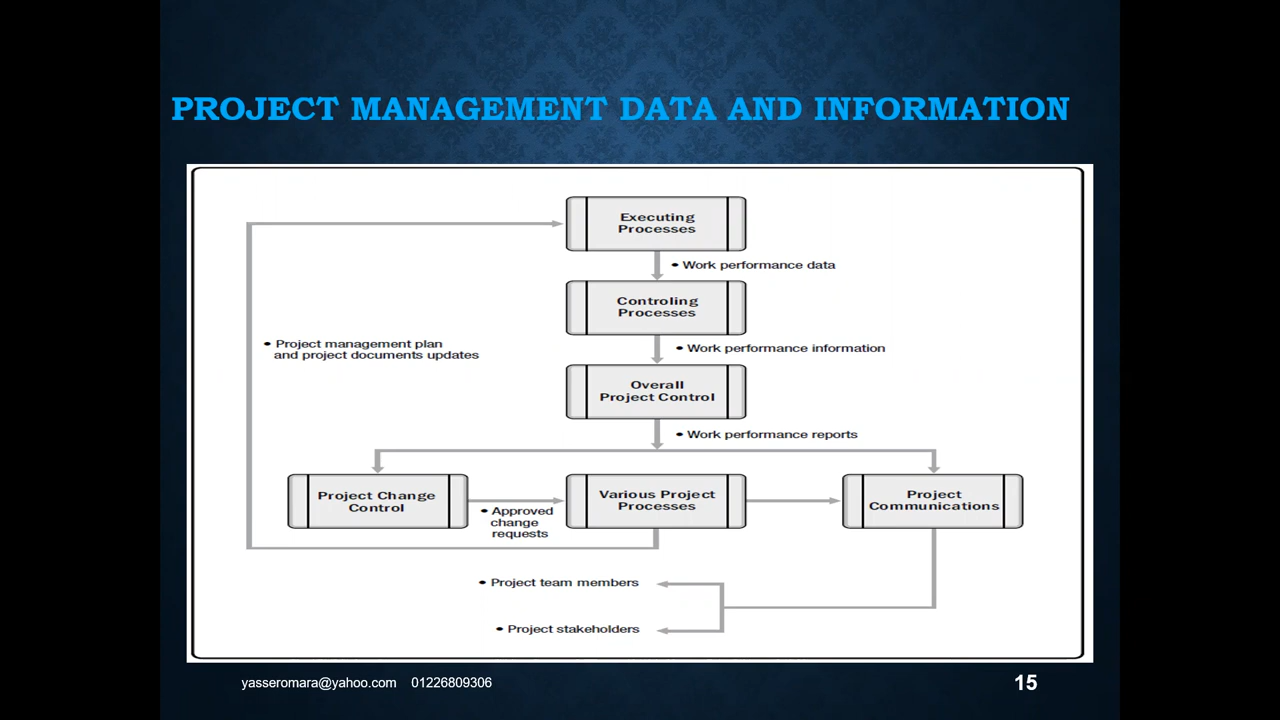 PROJECT MANAGEMENT DATA AND INFORMATION
Executing
Processes
• Work performance data
Controling
Processes
• Project management plan
and project documents updates
• Work performance information
Overall
Project Control
• Work performance reports
Project Change
Control
• Approved
change
requests
Various Project
Processes
Project
Communications
• Project team members
• Project stakeholders
yasseromara@yahoo.com 01226809306
15